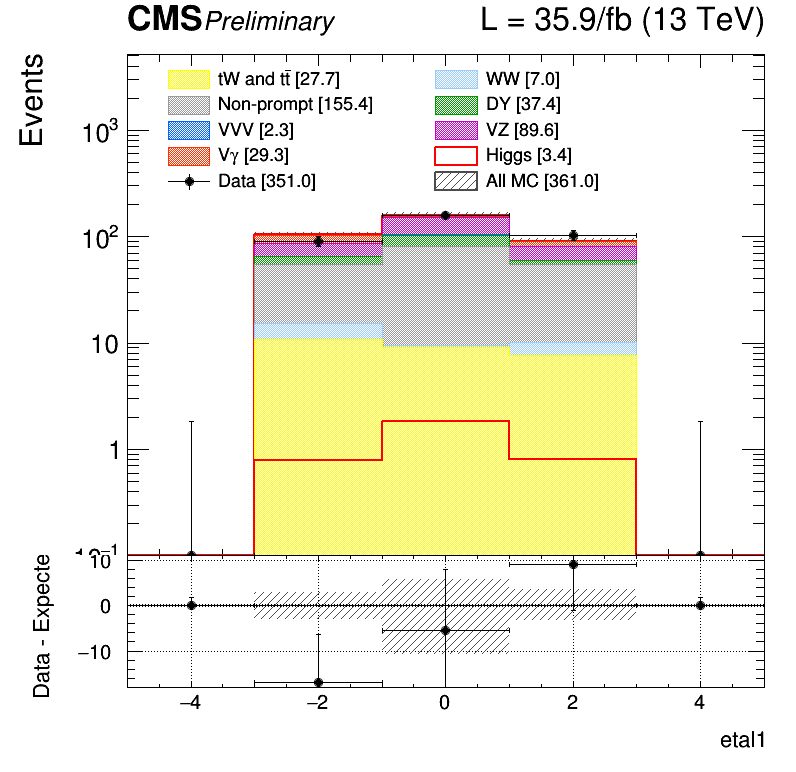 CMS Preliminary L = 35.9/fb (13 TeV)
Events
tW and tt̄ [27.7] WW [7.0]
Non-prompt [155.4] DY [37.4]
VVV [2.3] VZ [89.6]
Vγ [29.3] Higgs [3.4]
Data [351.0] All MC [361.0]
10³
10²
10
1
Data - Expecte
10
0
−10
−4 −2 0 2 4
etal1